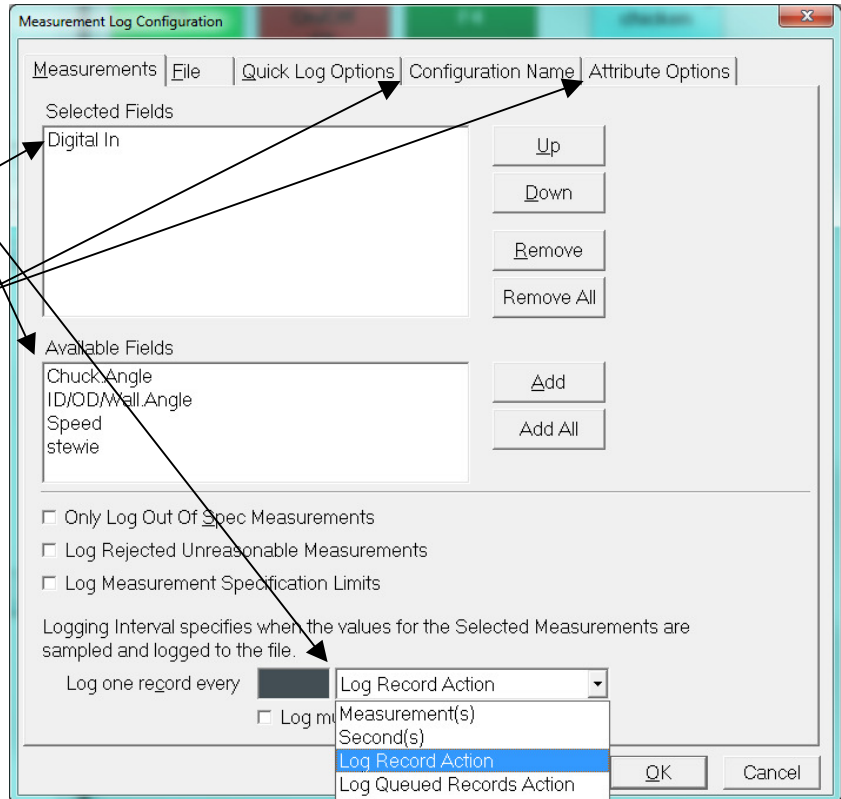 Measurement Log Configuration
Measurements File Quick Log Options Configuration Name Attribute Options
Selected Fields
Digital In
Up
Down
Remove
Remove All
Available Fields
Chuck.Angle
ID/OD/Wall.Angle
Speed
stewie
Add
Add All
Only Log Out Of Spec Measurements
Log Rejected Unreasonable Measurements
Log Measurement Specification Limits
Logging Interval specifies when the values for the Selected Measurements are
sampled and logged to the file.
Log one record every Log Record Action
Log
Measurement(s)
Second(s)
Log Record Action
Log Queued Records Action
OK Cancel